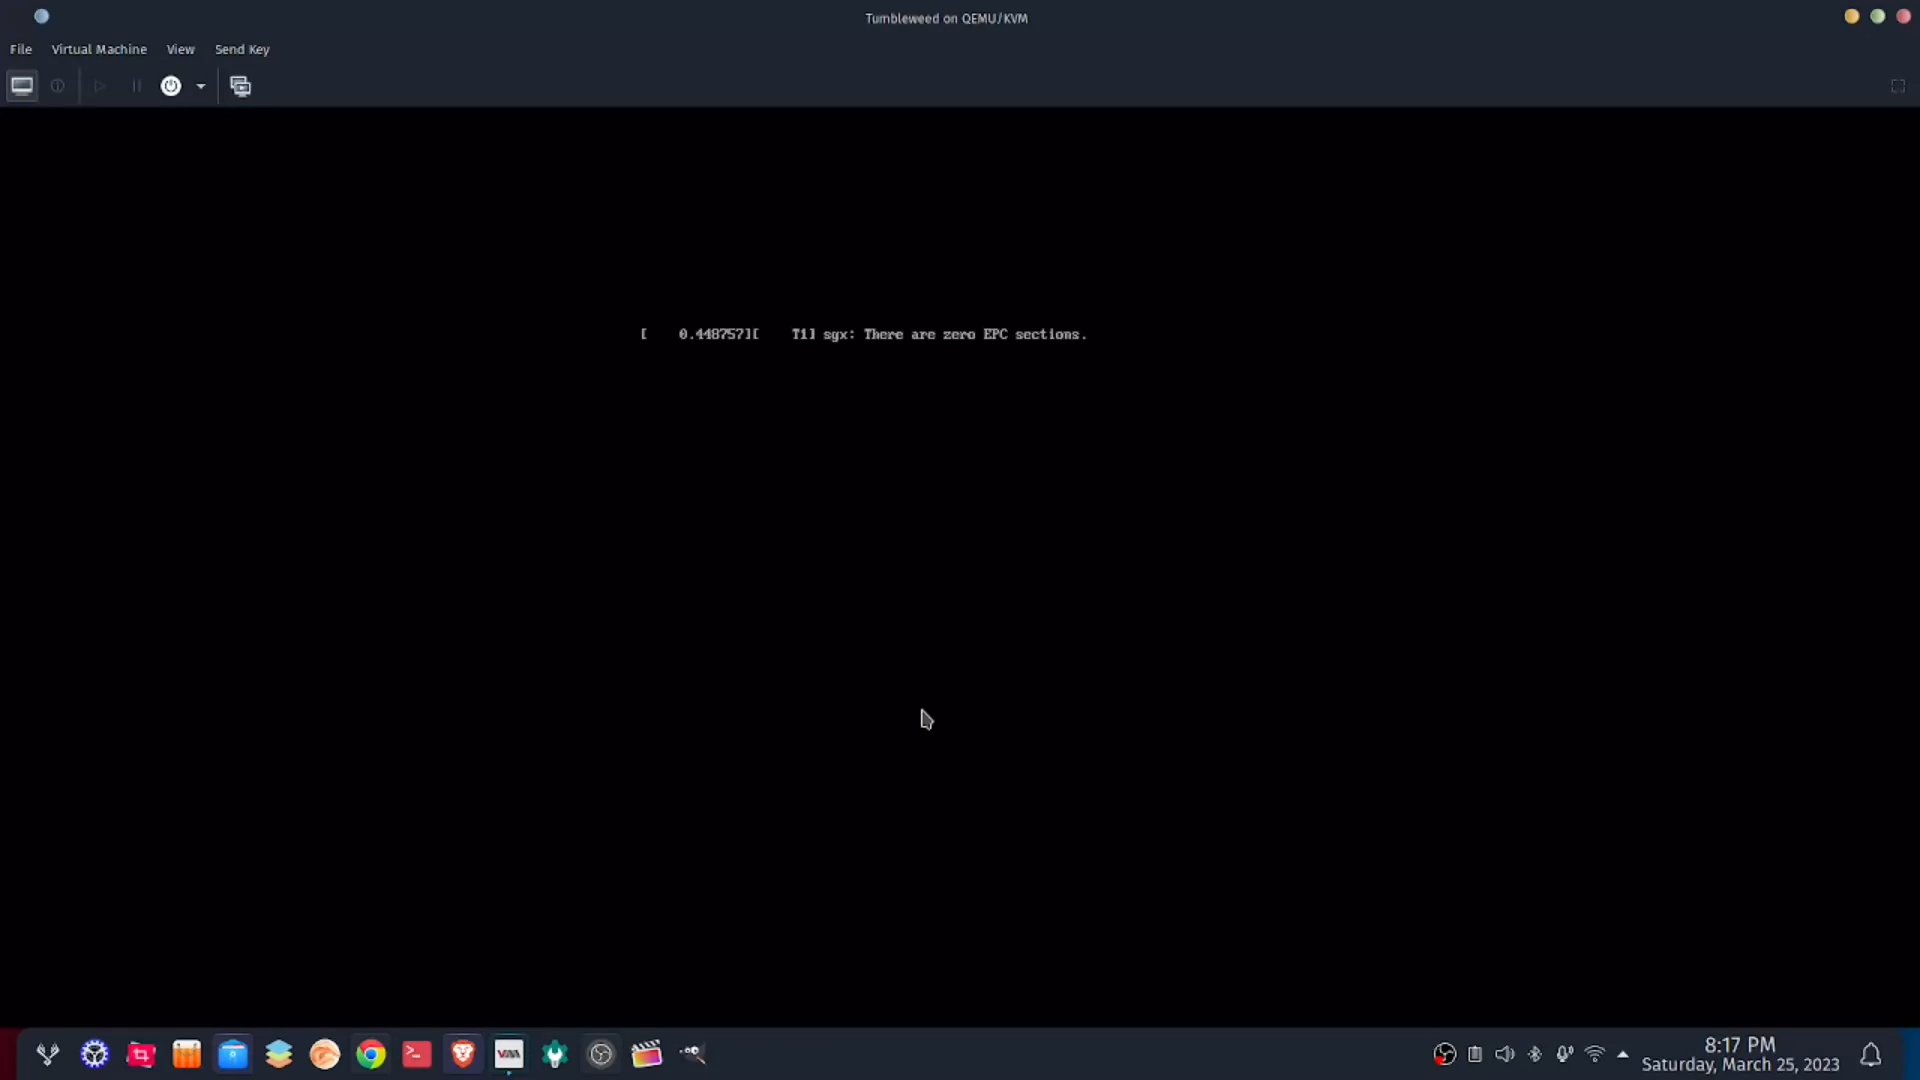 Tumbleweed on QEMU/KVM
File Virtual Machine View Send Key
[    0.448757][    T1] sgx: There are zero EPC sections.
8:17 PM
Saturday, March 25, 2023